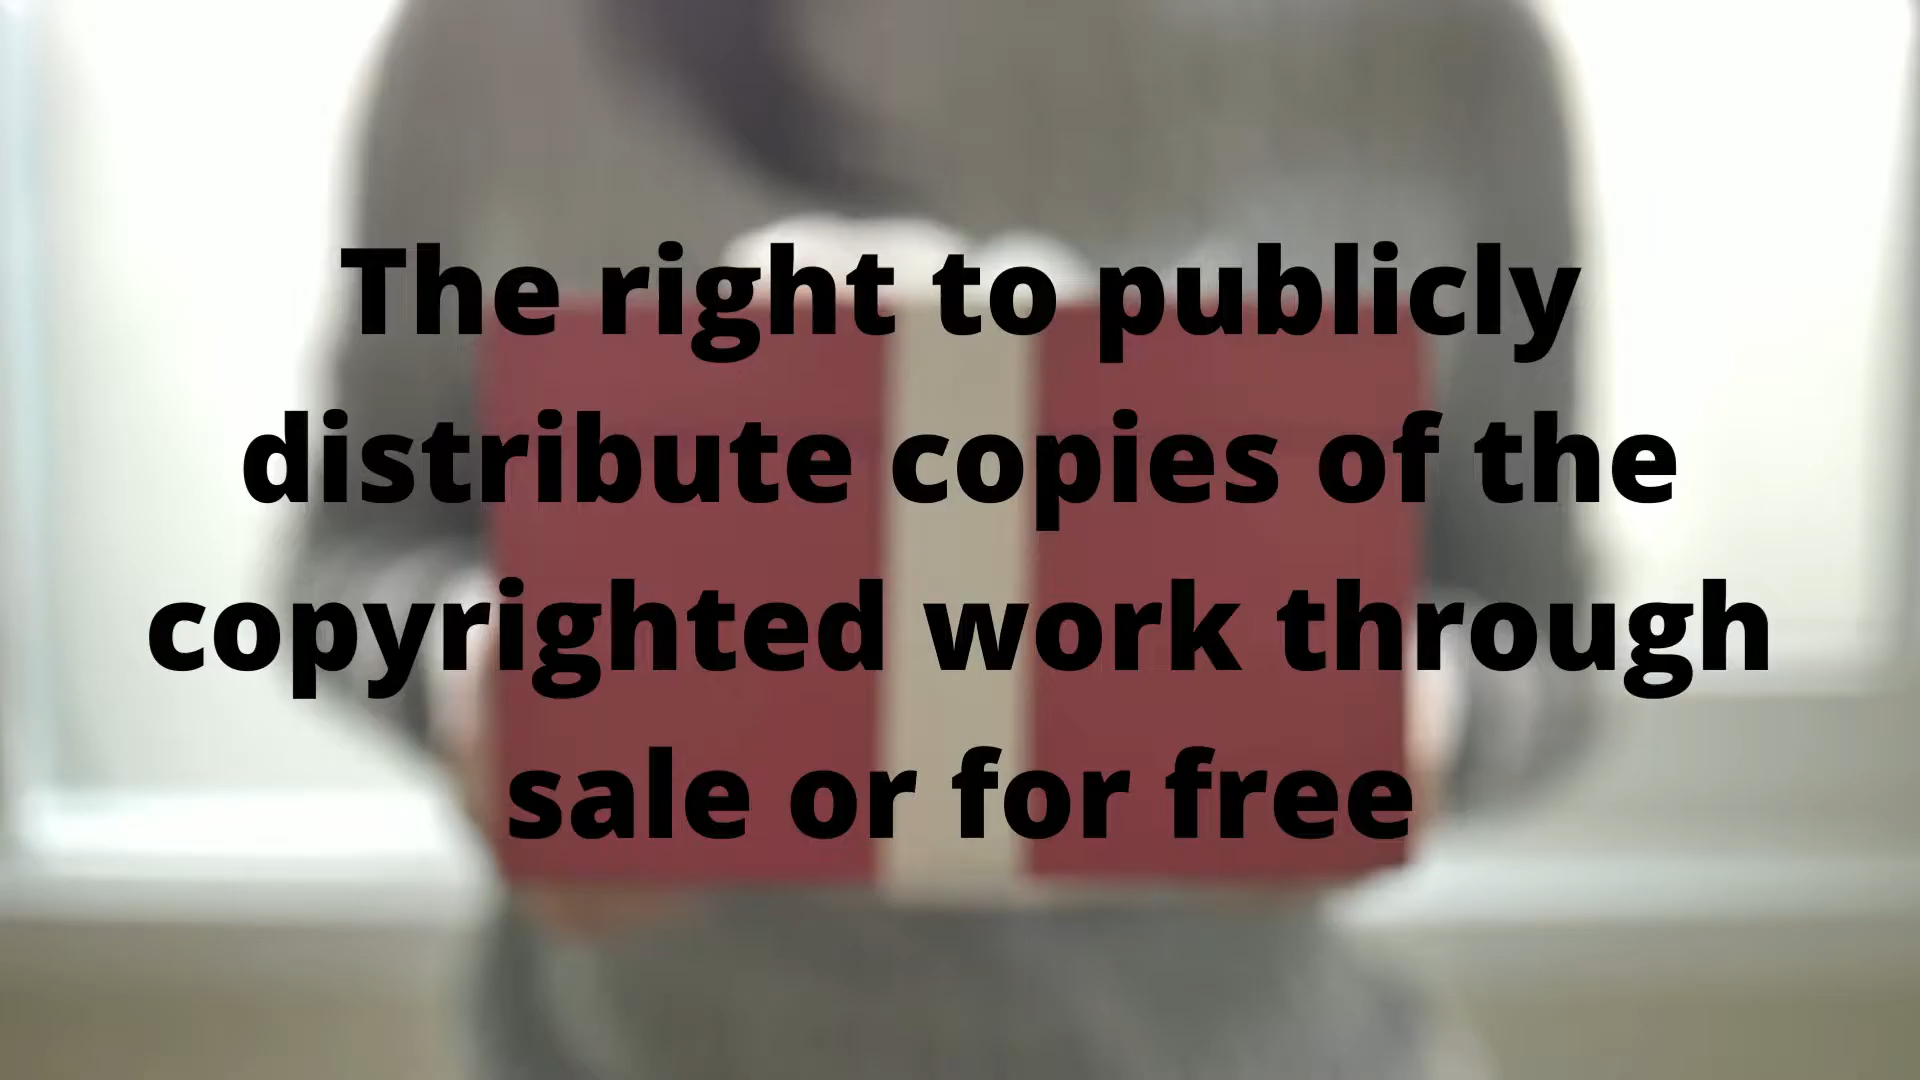 The right to publicly
distribute copies of the
copyrighted work through
sale or for free